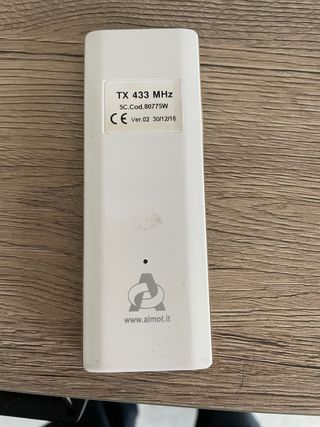 TX 433 MHz
5C.Cod.80775W
CE Ver.02 30/12/16
www.almot.it